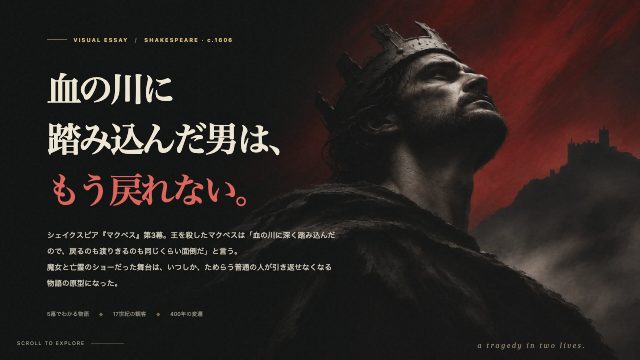 VISUAL ESSAY / SHAKESPEARE · c.1606
血の川に
踏み込んだ男は、
もう戻れない。
シェイクスピア『マクベス』第3幕。王を殺したマクベスは「血の川に深く踏み込んだ
ので、戻るのも渡りきるのも同じくらい面倒だ」と言う。
魔女と亡霊のショーだった舞台は、いつしか、ためらう普通の人が引き返せなくなる
物語の原型になった。
5幕でわかる物語 ◆ 17世紀の観客 ◆ 400年の変遷
SCROLL TO EXPLORE
a tragedy in two lives.